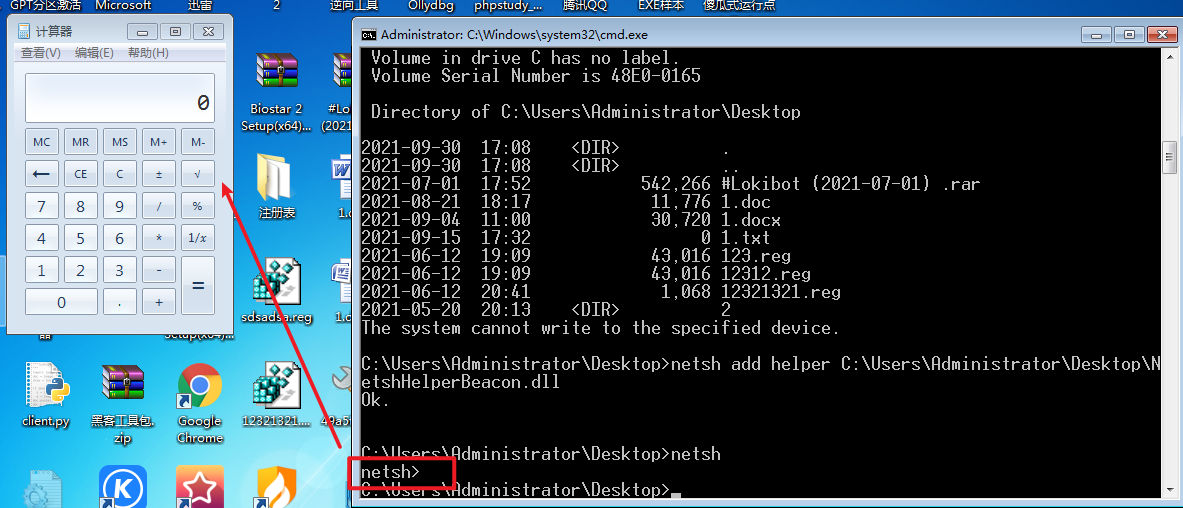 GPT分区激活 Microsoft 迅雷 2 逆向工具 Ollydbg phpstudy_... 腾讯QQ EXE样本 傻瓜式运行点
计算器
查看(V) 编辑(E) 帮助(H)
0
MC MR MS M+ M-
← CE C ± √
7 8 9 / %
4 5 6 * 1/x
1 2 3 - =
0 . +
Biostar 2
Setup(x64)...
#Lo
(2021
注册表
1.
sdsadsa.reg
1.
Setup(x64)...
client.py
黑客工具包.
zip
Google
Chrome
12321321....
49a5
Administrator: C:\Windows\system32\cmd.exe
Volume in drive C has no label.
Volume Serial Number is 48E0-0165
Directory of C:\Users\Administrator\Desktop
2021-09-30 17:08 <DIR> .
2021-09-30 17:08 <DIR> ..
2021-07-01 17:52 542,266 #Lokibot (2021-07-01) .rar
2021-08-21 18:17 11,776 1.doc
2021-09-04 11:00 30,720 1.docx
2021-09-15 17:32 0 1.txt
2021-06-12 19:09 43,016 123.reg
2021-06-12 19:09 43,016 12312.reg
2021-06-12 20:41 1,068 12321321.reg
2021-05-20 20:13 <DIR> 2
The system cannot write to the specified device.
C:\Users\Administrator\Desktop>netsh add helper C:\Users\Administrator\Desktop\N
etshHelperBeacon.dll
Ok.
C:\Users\Administrator\Desktop>netsh
netsh>
C:\Users\Administrator\Desktop>